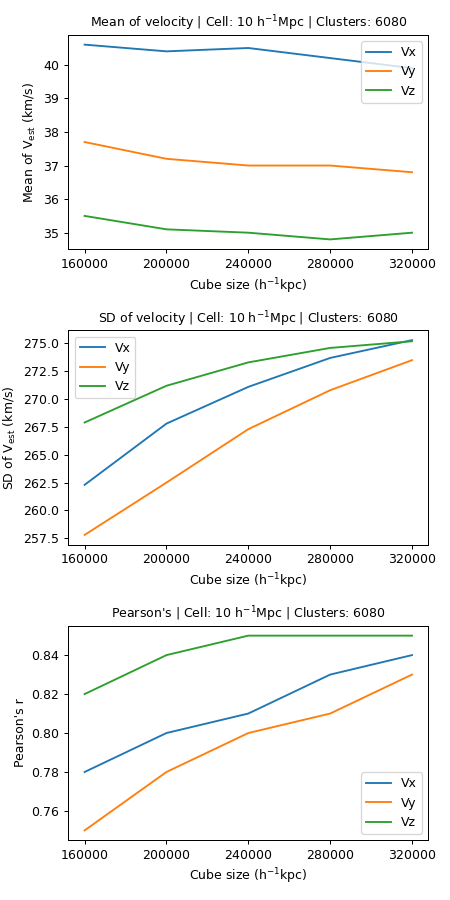 Mean of velocity | Cell: 10 h⁻¹Mpc | Clusters: 6080
Mean of V_est (km/s)
40
39
38
37
36
35
Vx
Vy
Vz
160000 200000 240000 280000 320000
Cube size (h⁻¹kpc)
SD of velocity | Cell: 10 h⁻¹Mpc | Clusters: 6080
SD of V_est (km/s)
275.0
272.5
270.0
267.5
265.0
262.5
260.0
257.5
Vx
Vy
Vz
160000 200000 240000 280000 320000
Cube size (h⁻¹kpc)
Pearson's | Cell: 10 h⁻¹Mpc | Clusters: 6080
Pearson's r
0.84
0.82
0.80
0.78
0.76
Vx
Vy
Vz
160000 200000 240000 280000 320000
Cube size (h⁻¹kpc)